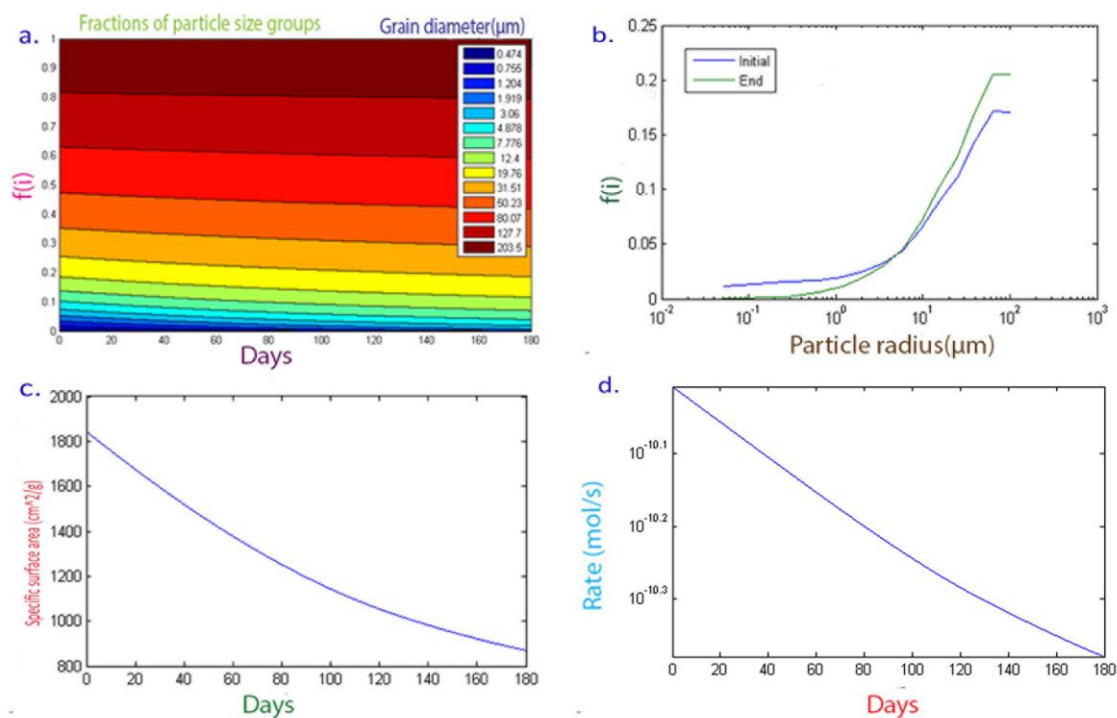 a.
Fractions of particle size groups
Grain diameter(µm)
1
0.9
0.8
0.7
0.6
0.5
0.4
0.3
0.2
0.1
0
f(i)
0.474
0.755
1.204
1.919
3.06
4.878
7.776
12.4
19.76
31.51
50.23
80.07
127.7
203.5
0 20 40 60 80 100 120 140 160 180
Days
b.
0.25
0.2
0.15
0.1
0.05
0
f(i)
Initial
End
10^-2 10^-1 10^0 10^1 10^2 10^3
Particle radius(µm)
c.
2000
1800
1600
1400
1200
1000
800
Specific surface area (cm^2/g)
0 20 40 60 80 100 120 140 160 180
Days
d.
10^-10.1
10^-10.2
10^-10.3
Rate (mol/s)
0 20 40 60 80 100 120 140 160 180
Days